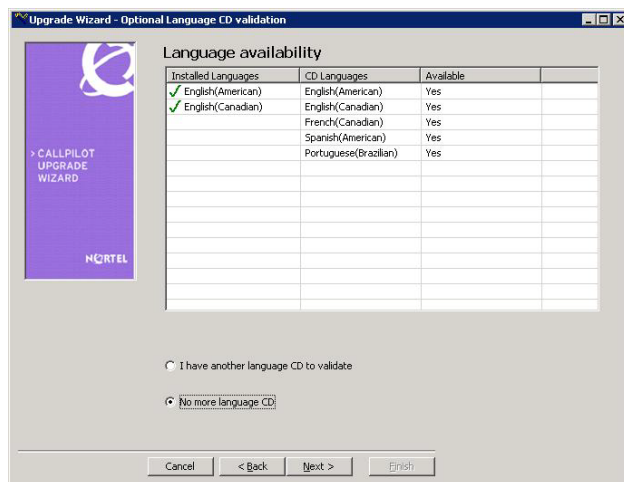 Upgrade Wizard - Optional Language CD validation
Language availability
Installed Languages CD Languages Available
English(American) English(American) Yes
English(Canadian) English(Canadian) Yes
French(Canadian) Yes
Spanish(American) Yes
Portuguese(Brazilian) Yes
> CALLPILOT
UPGRADE
WIZARD
NORTEL
I have another language CD to validate
No more language CD
Cancel < Back Next > Finish